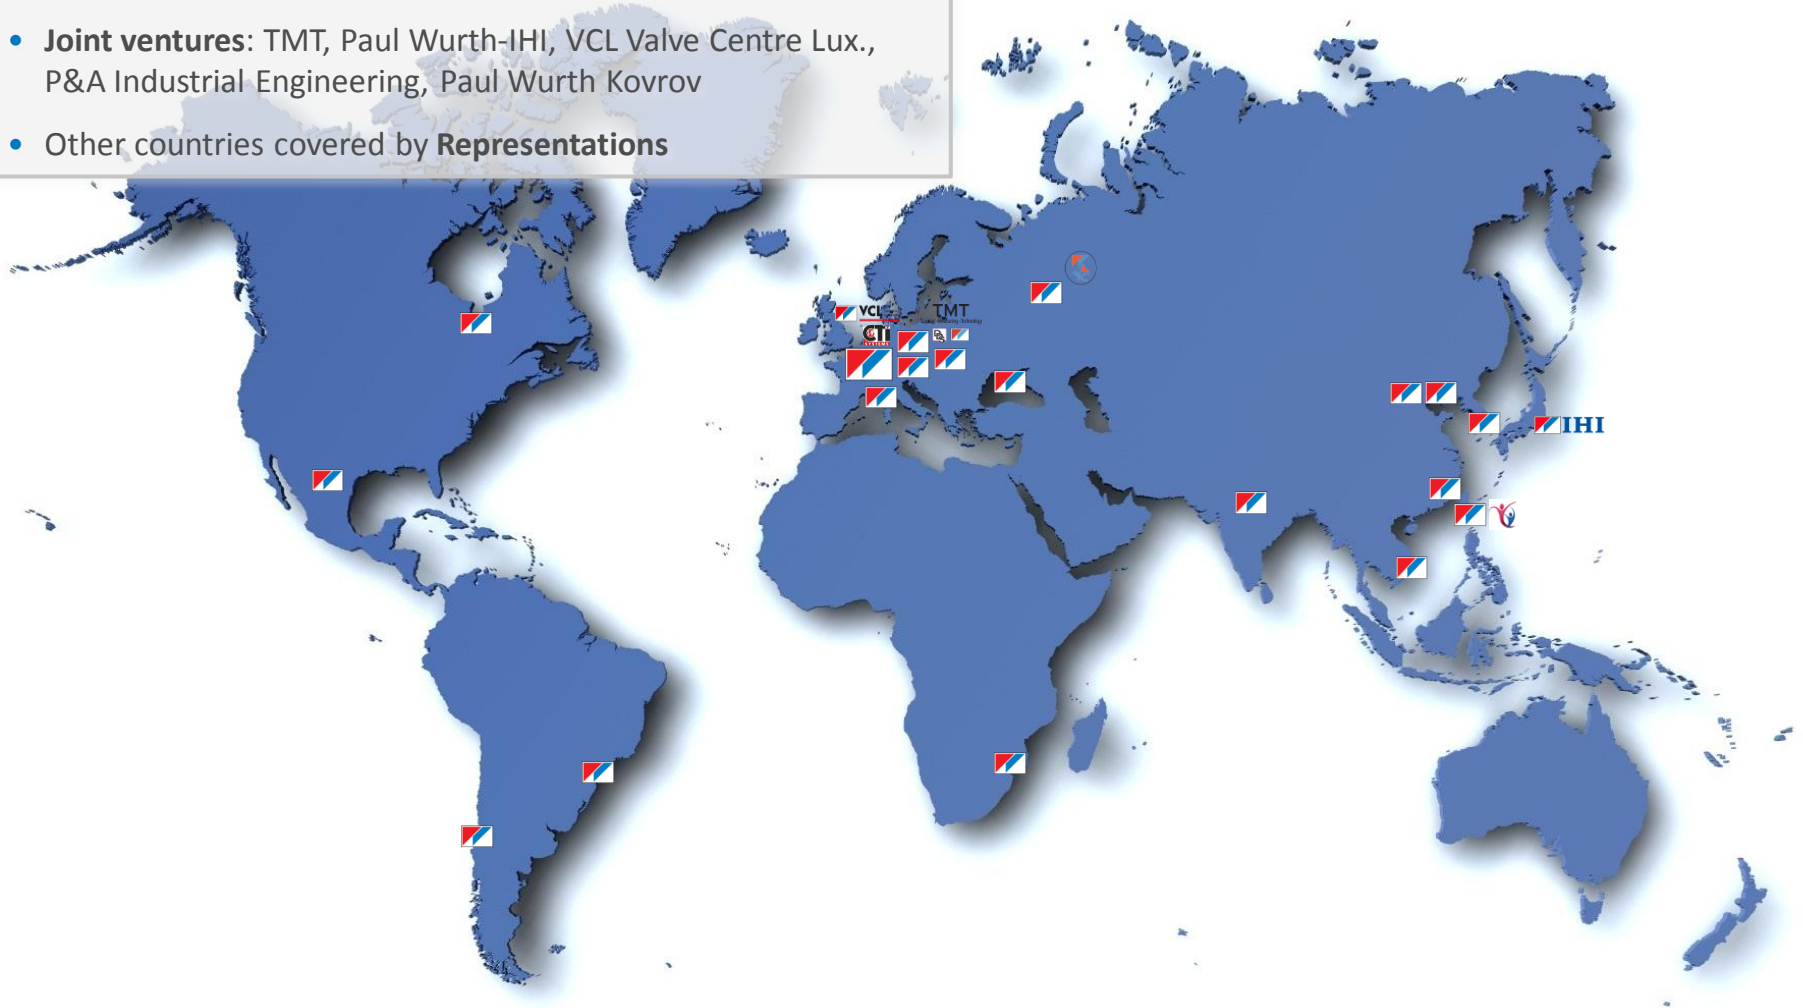 • Joint ventures: TMT, Paul Wurth-IHI, VCL Valve Centre Lux.,
P&A Industrial Engineering, Paul Wurth Kovrov
• Other countries covered by Representations
VCL
TMT
CTI
SYSTEMS
IHI